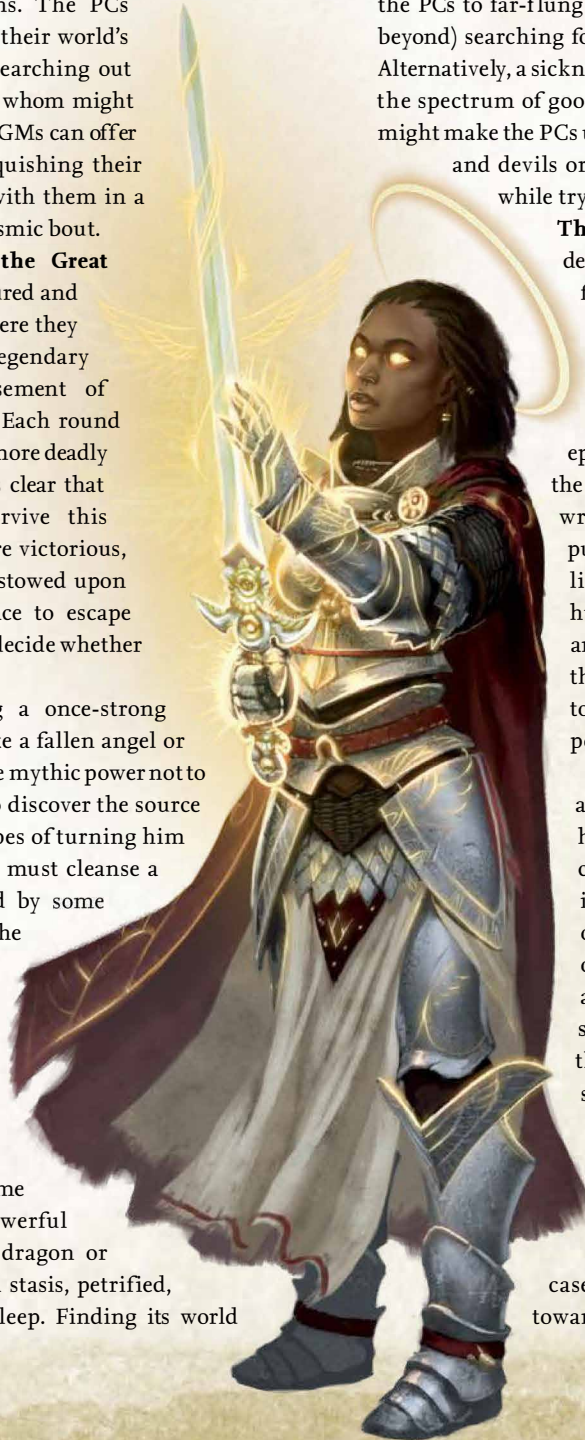 ns. The PCs
their world's
earching out
whom might
GMs can offer
quishing their
with them in a
smic bout.
the Great
ured and
ere they
egendary
sement of
Each round
more deadly
s clear that
rvive this
re victorious,
stowed upon
ce to escape
decide whether
g a once-strong
ke a fallen angel or
e mythic power not to
o discover the source
pes of turning him
must cleanse a
d by some
he
me
werful
dragon or
stasis, petrified,
leep. Finding its world
the PCs to far-flung
beyond) searching fo
Alternatively, a sickn
the spectrum of goo
might make the PCs u
and devils or
while try
Th
de
f
ep
the
wr
pu
li
h
ar
th
to
p
a
h
c
i
c
c
a
s
th
s
case
towar